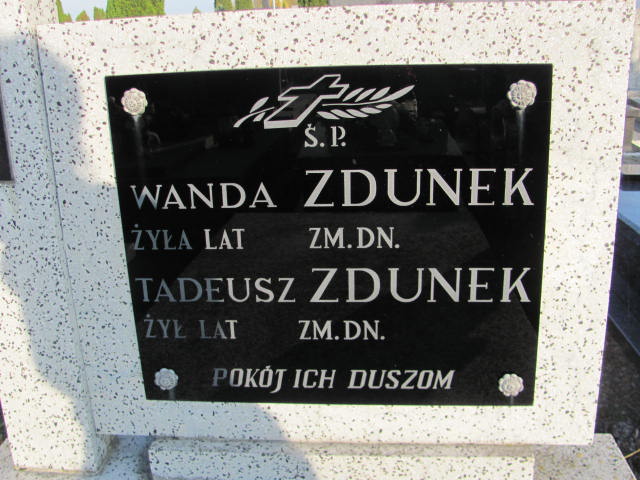 Ś.P.
WANDA ZDUNEK
ŻYŁA LAT ZM.DN.
TADEUSZ ZDUNEK
ŻYŁ LAT ZM.DN.
POKÓJ ICH DUSZOM